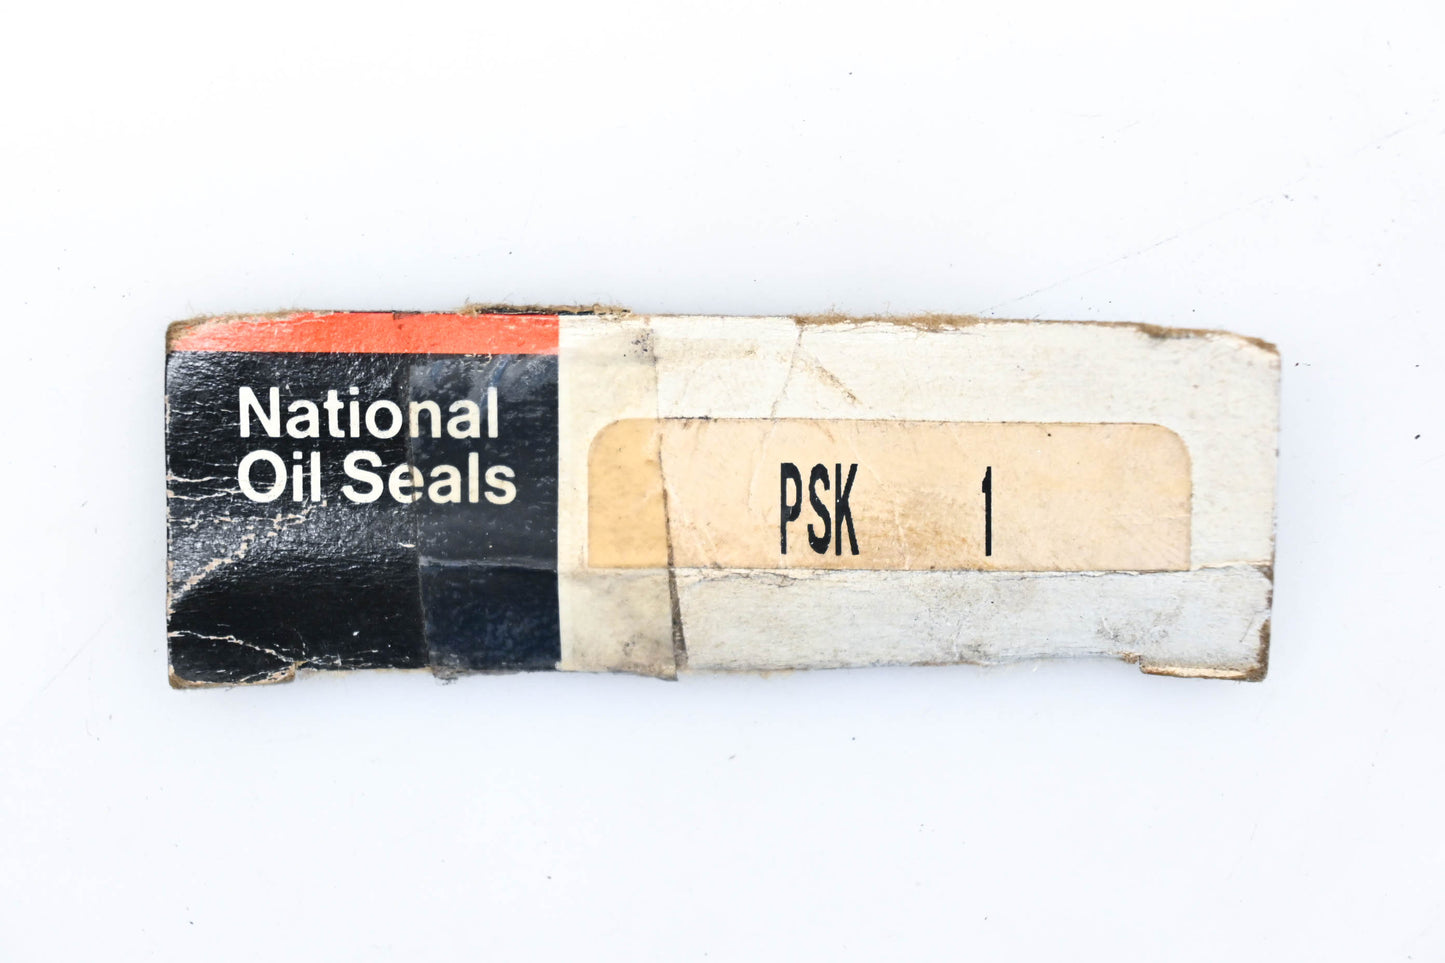 National
Oil Seals
PSK 1